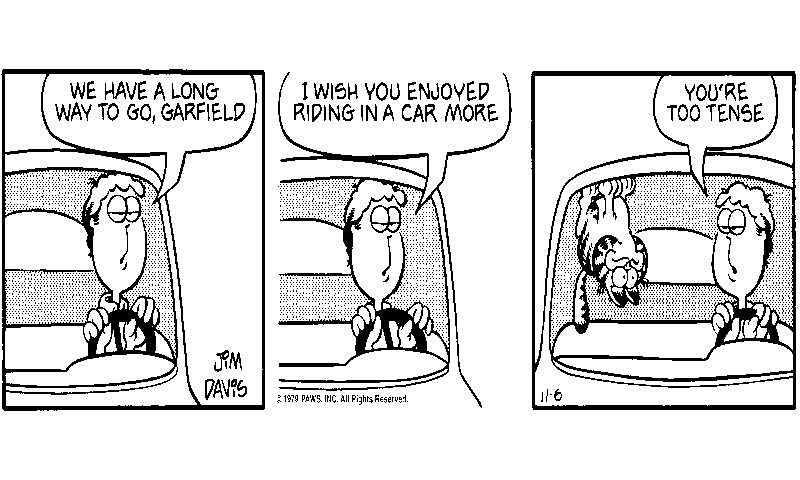 WE HAVE A LONG
WAY TO GO, GARFIELD
JIM
DAVIS
I WISH YOU ENJOYED
RIDING IN A CAR MORE
© 1979 PAWS, INC. All Rights Reserved.
YOU'RE
TOO TENSE
11-6